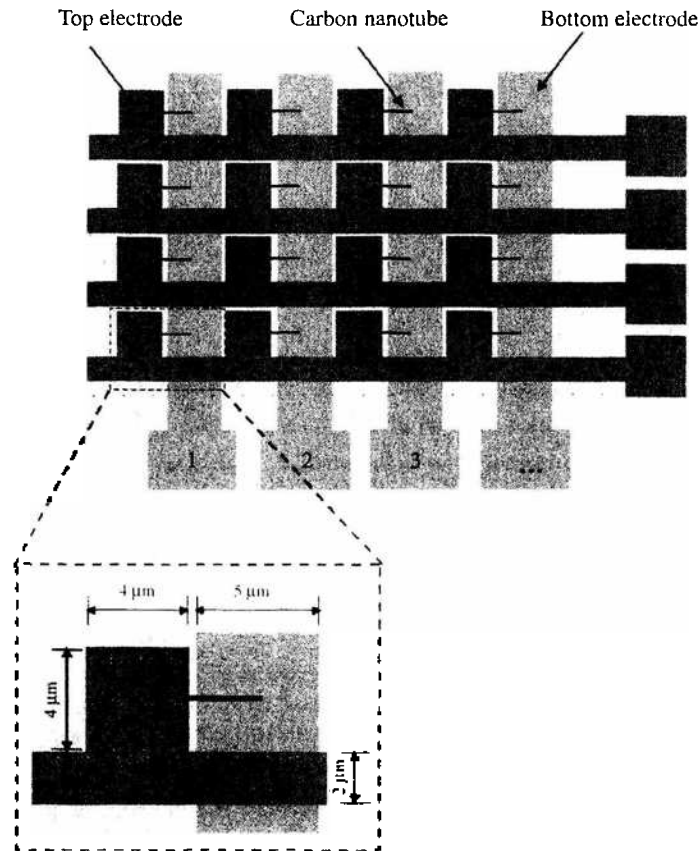 Top electrode Carbon nanotube Bottom electrode
1 2 3 ...
4 μm 5 μm
4 μm